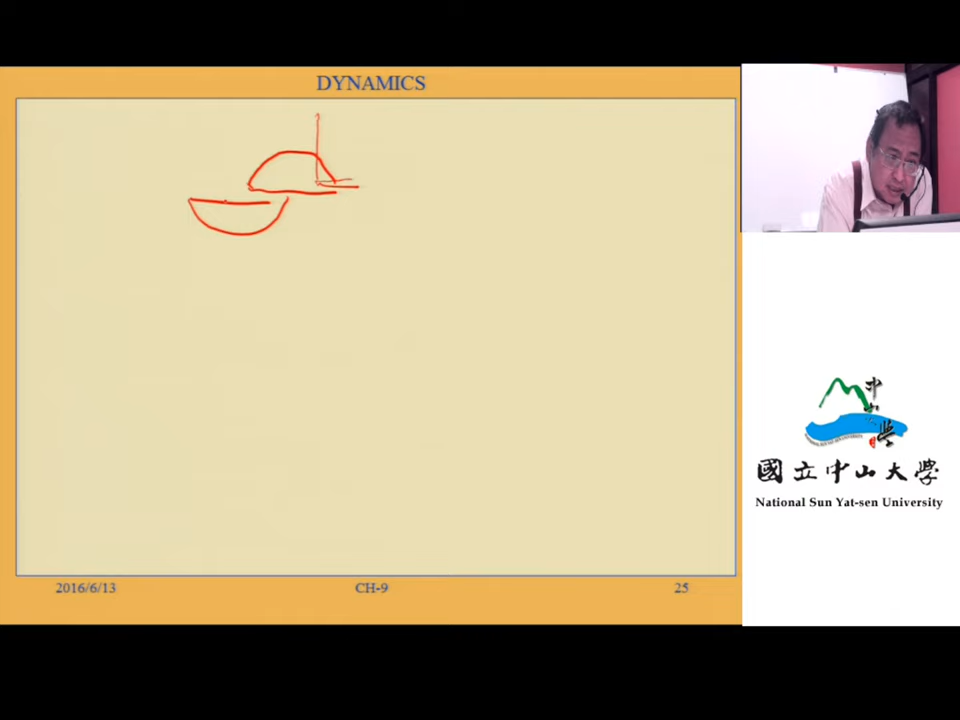 DYNAMICS
2016/6/13
CH-9
25
國立中山大學
National Sun Yat-sen University